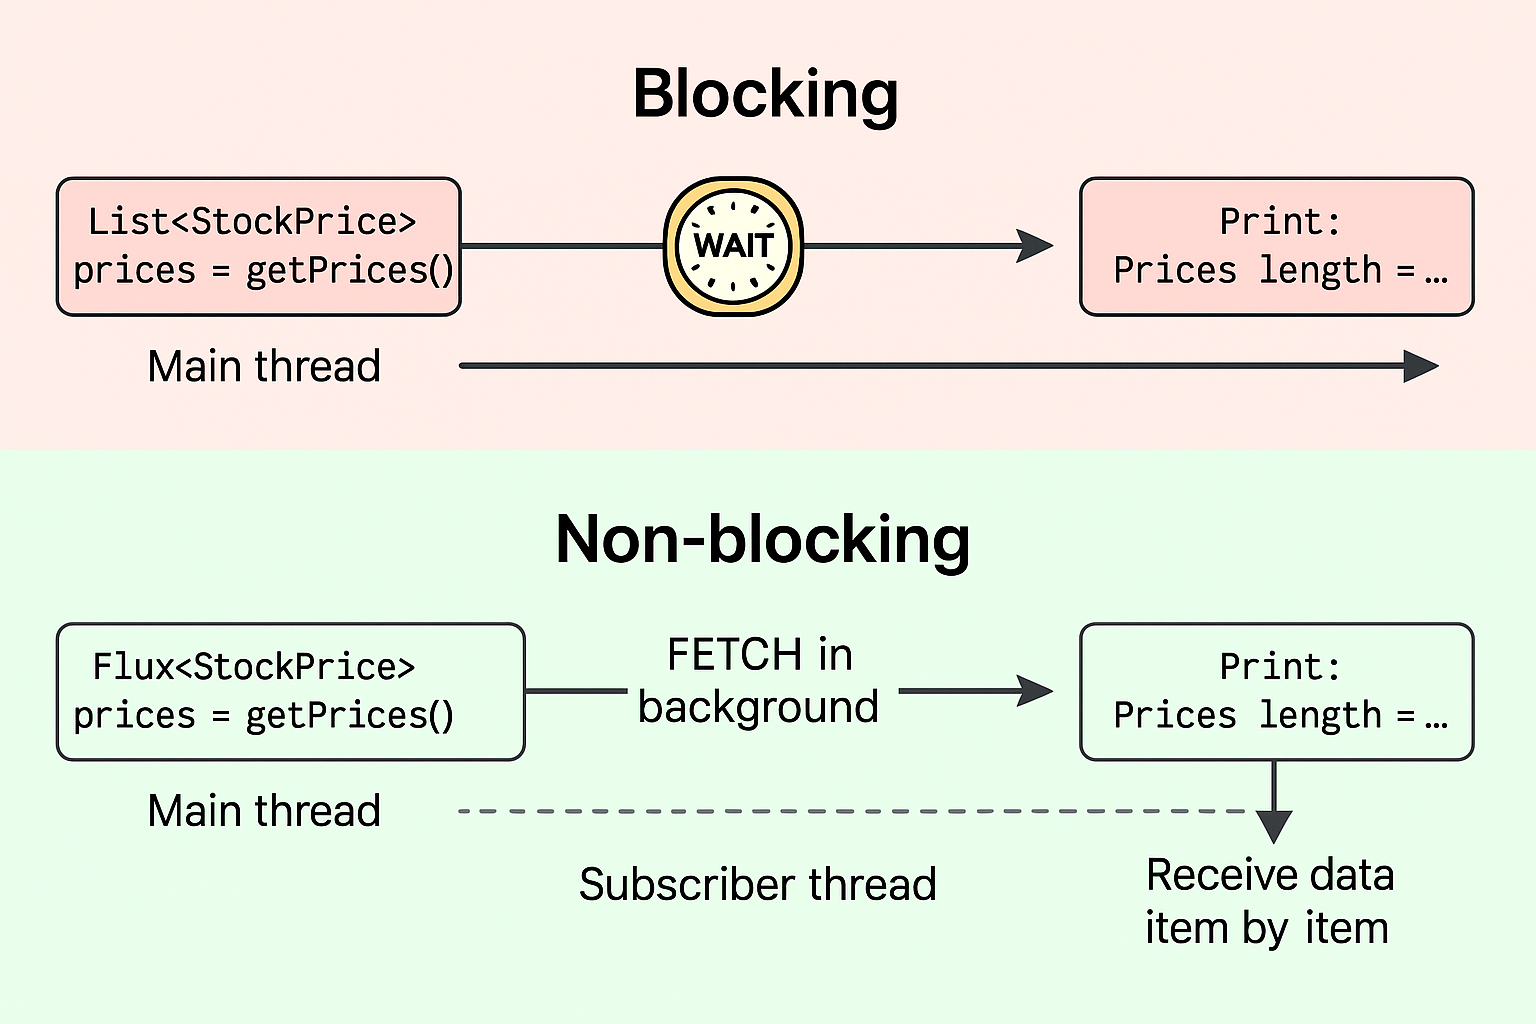 Blocking
List<StockPrice>
prices = getPrices()
WAIT
Print:
Prices length = …
Main thread
Non-blocking
Flux<StockPrice>
prices = getPrices()
FETCH in
background
Print:
Prices length = …
Main thread
Subscriber thread
Receive data
item by item